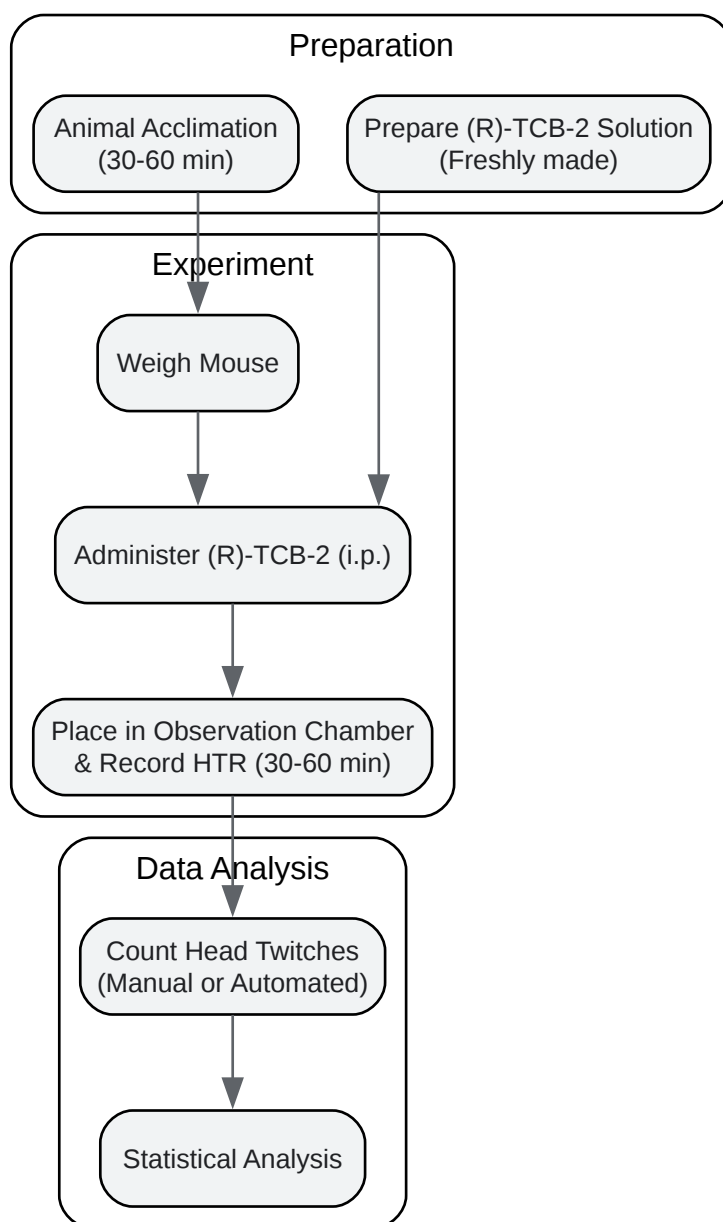 Preparation
Animal Acclimation
(30-60 min)
Prepare (R)-TCB-2 Solution
(Freshly made)
Experiment
Weigh Mouse
Administer (R)-TCB-2 (i.p.)
Place in Observation Chamber
& Record HTR (30-60 min)
Data Analysis
Count Head Twitches
(Manual or Automated)
Statistical Analysis